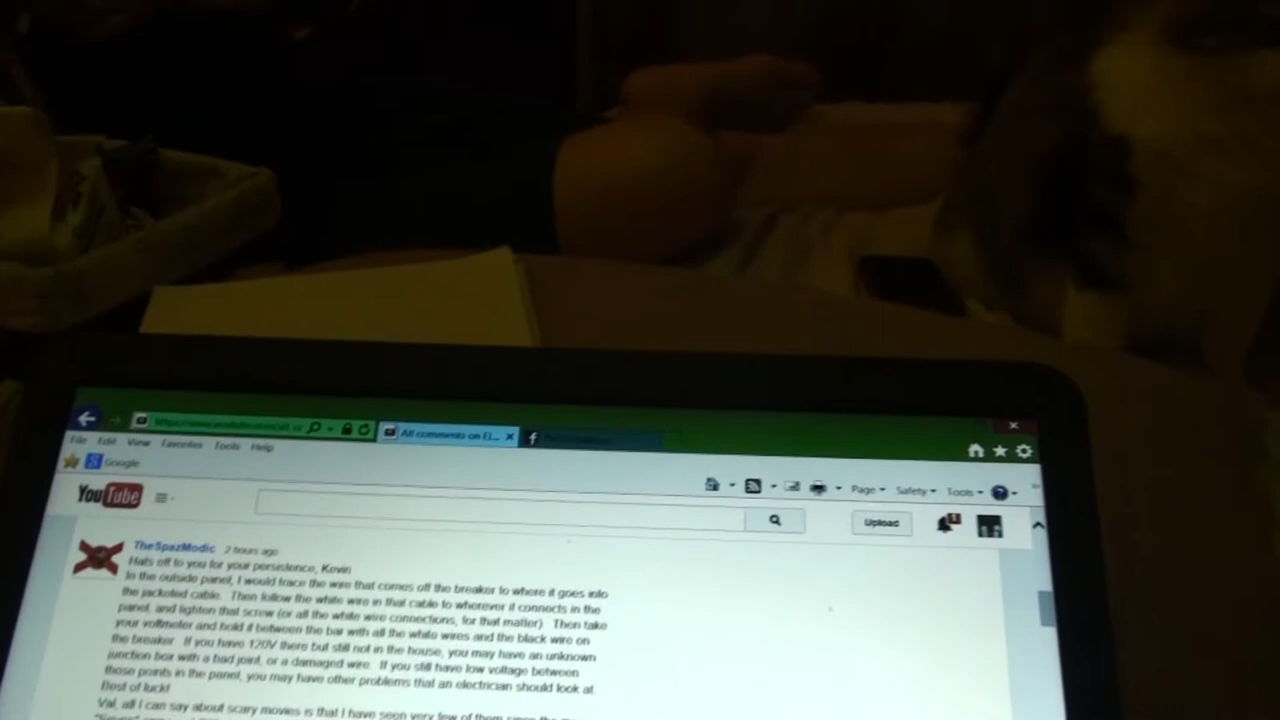 All comments on El...
File Edit View Favorites Tools Help
Google
Page Safety Tools
YouTube
Upload
TheSpazModic 2 hours ago
Hats off to you for your persistence, Kevin
In the outside panel, I would trace the wire that comes off the breaker to where it goes into
the jacketed cable. Then follow the white wire in that cable to wherever it connects in the
panel, and tighten that screw (or all the white wire connections, for that matter) Then take
your voltmeter and hold it between the bar with all the white wires and the black wire on
the breaker. If you have 120V there but still not in the house, you may have an unknown
junction box with a bad joint, or a damaged wire. If you still have low voltage between
those points in the panel, you may have other problems that an electrician should look at.
Best of luck!
Val, all I can say about scary movies is that I have seen very few of them since the